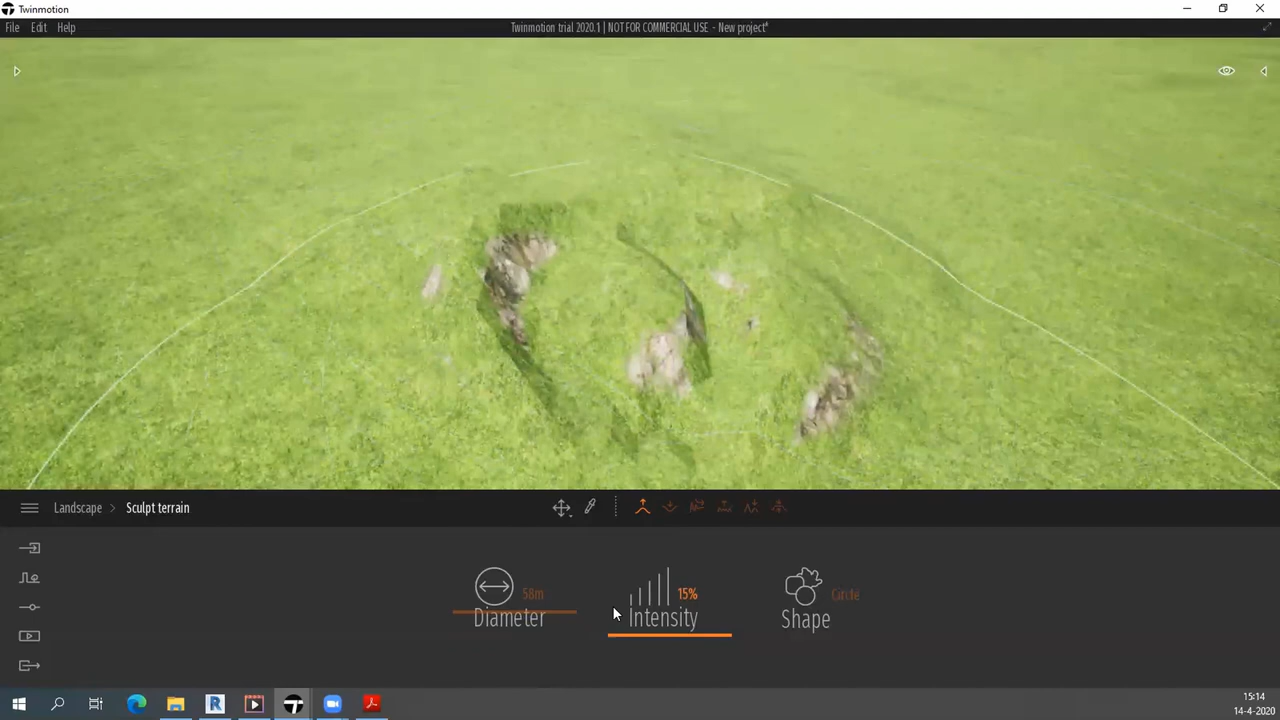 Twinmotion
File Edit Help
Twinmotion trial 2020.1 | NOT FOR COMMERCIAL USE - New project*
Landscape > Sculpt terrain
58m
Diameter
15%
Intensity
Circle
Shape
15:14
14-4-2020